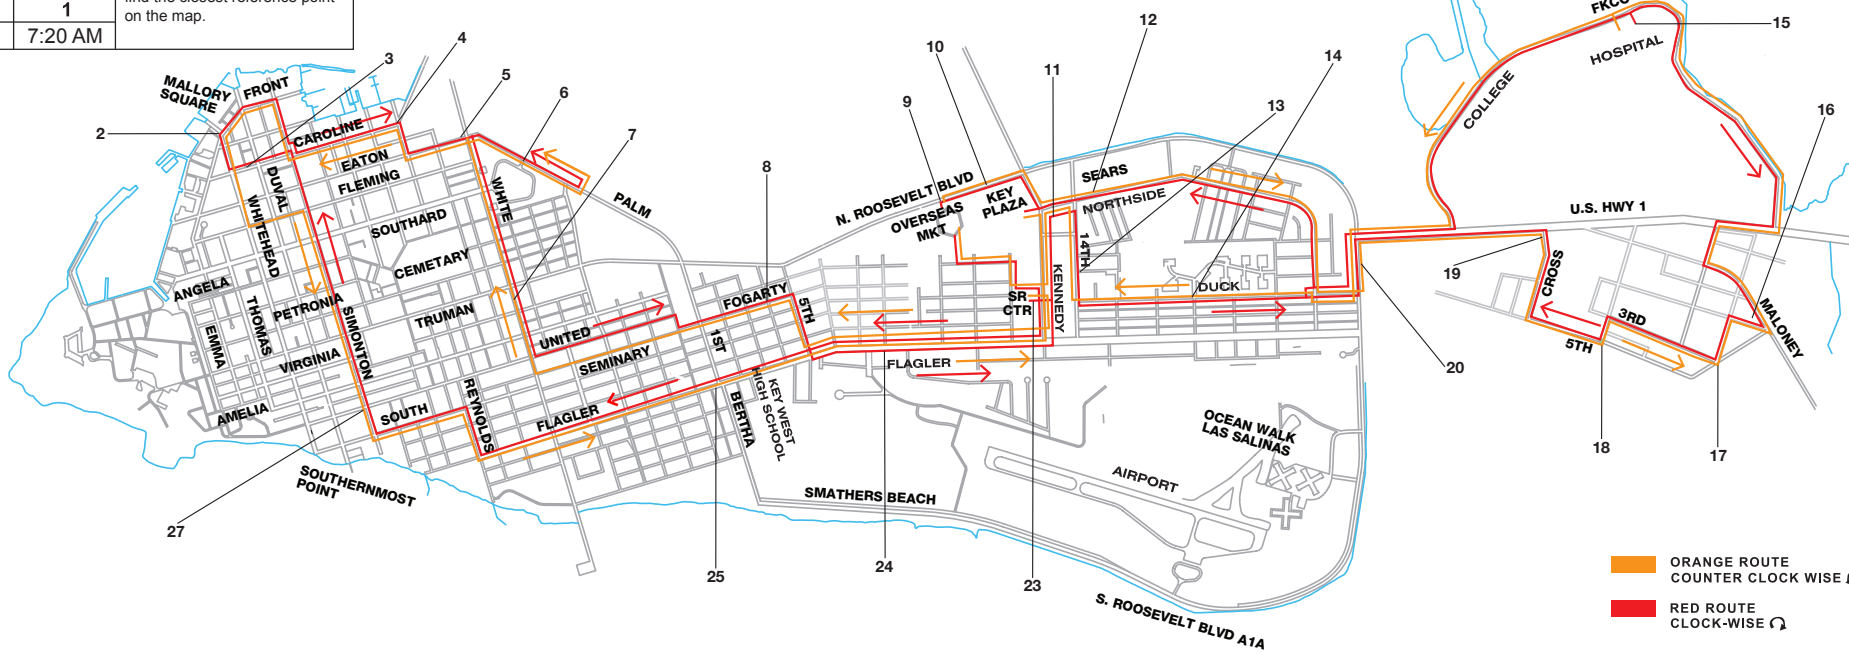 1
7:20 AM
on the map.
2
3
4
5
6
7
8
9
10
11
12
13
14
15
16
17
18
19
20
23
24
25
27
MALLORY
SQUARE
FRONT
CAROLINE
EATON
FLEMING
DUVAL
WHITEHEAD
SOUTHARD
CEMETARY
ANGELA
PETRONIA
THOMAS
EMMA
TRUMAN
VIRGINIA
SIMONTON
AMELIA
SOUTH
REYNOLDS
SOUTHERNMOST
POINT
WHITE
PALM
UNITED
SEMINARY
FLAGLER
FOGARTY
1ST
5TH
BERTHA
KEY WEST
HIGH SCHOOL
N. ROOSEVELT BLVD
OVERSEAS
MKT
KEY
PLAZA
SEARS
NORTHSIDE
14TH
KENNEDY
SR
CTR
DUCK
FLAGLER
SMATHERS BEACH
AIRPORT
OCEAN WALK
LAS SALINAS
S. ROOSEVELT BLVD A1A
COLLEGE
HOSPITAL
U.S. HWY 1
CROSS
3RD
5TH
MALONEY
ORANGE ROUTE
COUNTER CLOCK WISE
RED ROUTE
CLOCK-WISE